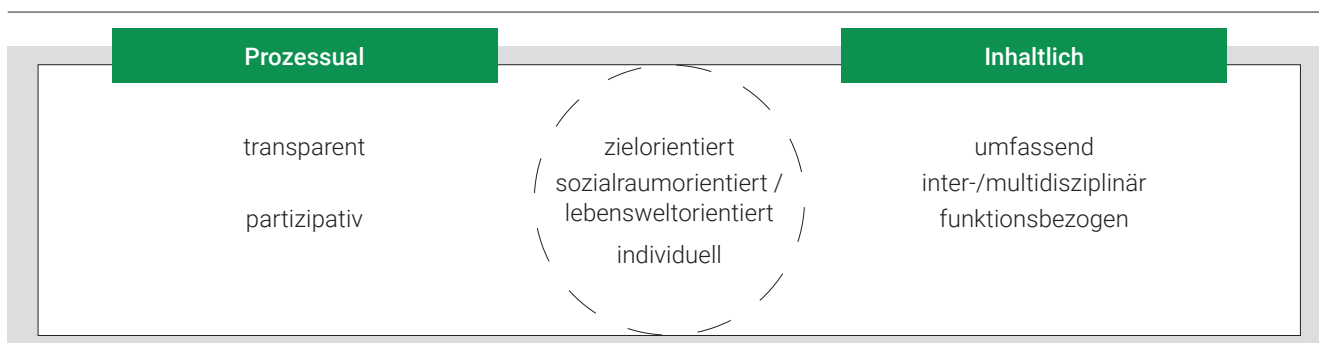 Prozessual
Inhaltlich
transparent
partizipativ
zielorientiert
sozialraumorientiert /
lebensweltorientiert
individuell
umfassend
inter-/multidisziplinär
funktionsbezogen